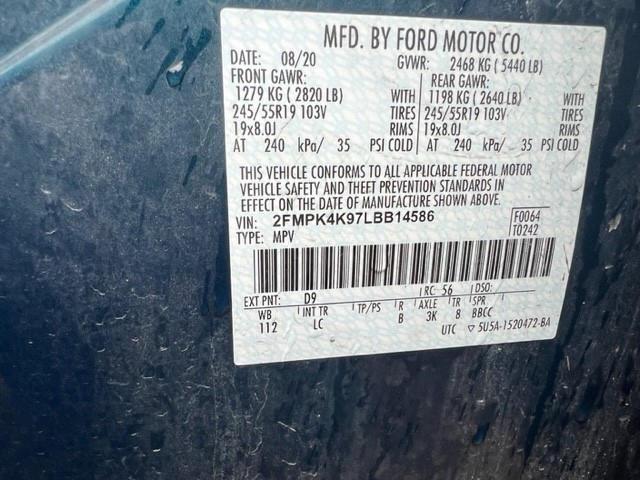 MFD. BY FORD MOTOR CO.
DATE: 08/20 GVWR: 2468 KG (5440 LB)
FRONT GAWR: REAR GAWR:
1279 KG (2820 LB) WITH 1198 KG (2640 LB) WITH
245/55R19 103V TIRES 245/55R19 103V TIRES
19x8.0J RIMS 19x8.0J RIMS
AT 240 kPa/ 35 PSI COLD AT 240 kPa/ 35 PSI COLD
THIS VEHICLE CONFORMS TO ALL APPLICABLE FEDERAL MOTOR
VEHICLE SAFETY AND THEFT PREVENTION STANDARDS IN
EFFECT ON THE DATE OF MANUFACTURE SHOWN ABOVE.
VIN: 2FMPK4K97LBB14586 F0064
TYPE: MPV T0242
EXT PNT: D9 RC: 56 DSO:
WB INT TR TP/PS R AXLE TR SPR
112 LC B 3K 8 BBCC
UTC ▽ 5U5A-1520472-BA